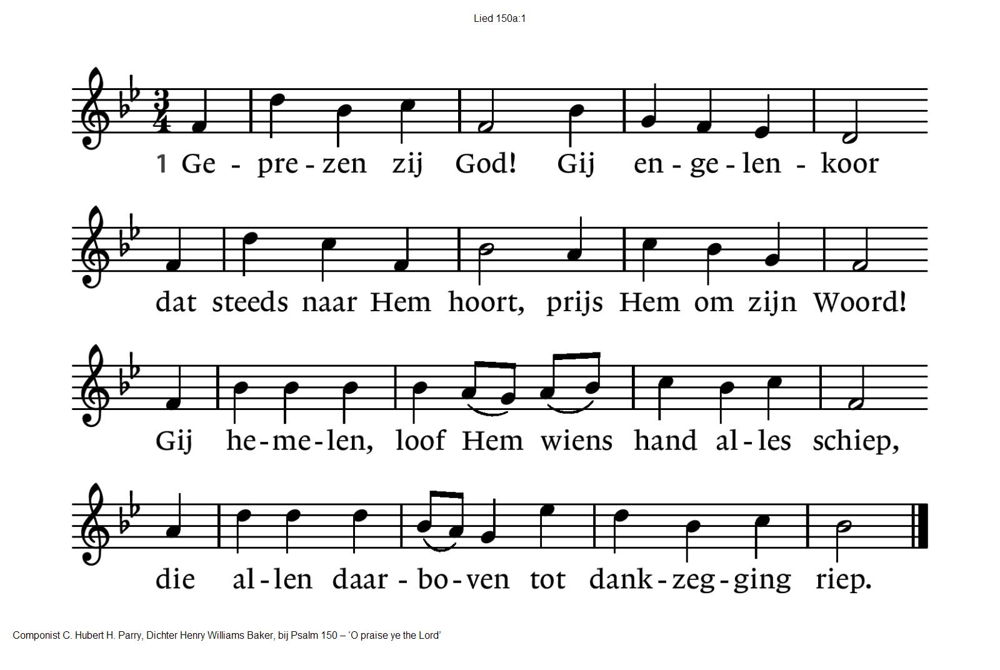 Lied 150a:1
3
4
1 Ge - pre - zen zij God! Gij en - ge - len - koor
dat steeds naar Hem hoort, prijs Hem om zijn Woord!
Gij he - me - len, loof Hem wiens hand al - les schiep,
die al - len daar - bo - ven tot dank - zeg - ging riep.
Componist C. Hubert H. Parry, Dichter Henry Williams Baker, bij Psalm 150 – ‘O praise ye the Lord’